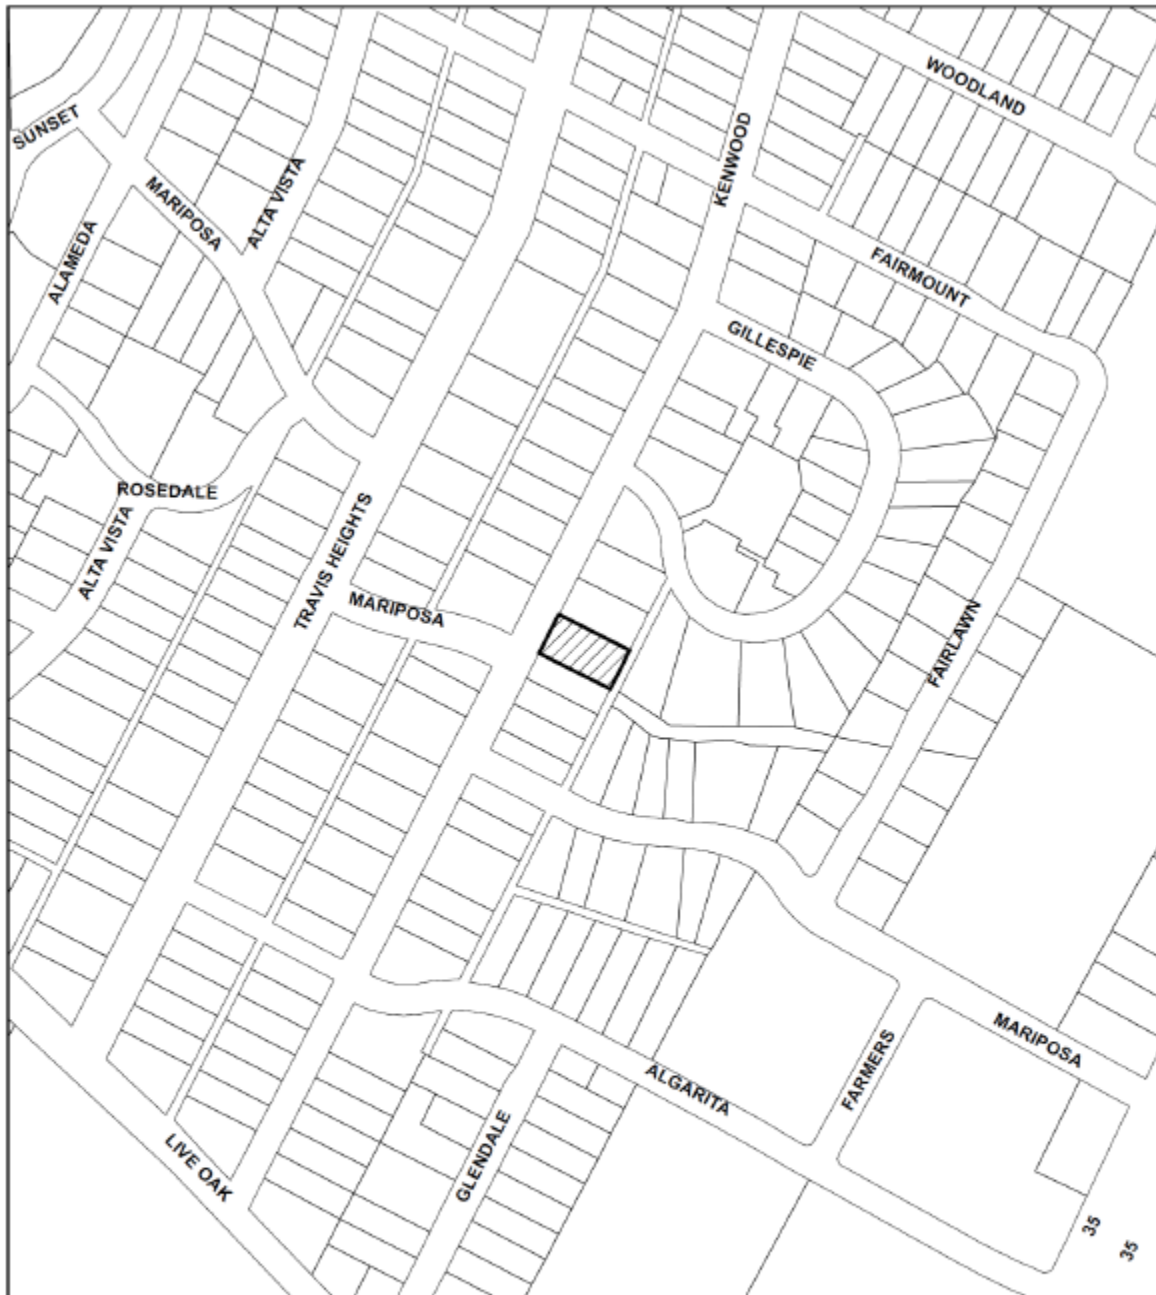 WOODLAND
SUNSET
KENWOOD
MARIPOSA
ALTA VISTA
ALAMEDA
FAIRMOUNT
GILLESPIE
ROSEDALE
ALTA VISTA
TRAVIS HEIGHTS
MARIPOSA
FAIRLAWN
MARIPOSA
FARMERS
ALGARITA
GLENDALE
LIVE OAK
35
35